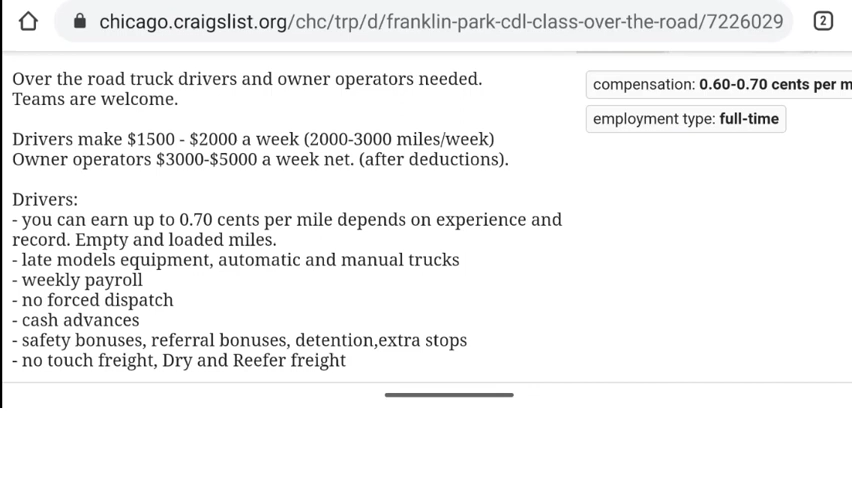 chicago.craigslist.org/chc/trp/d/franklin-park-cdl-class-over-the-road/7226029
2
Over the road truck drivers and owner operators needed.
Teams are welcome.
compensation: 0.60-0.70 cents per m
employment type: full-time
Drivers make $1500 - $2000 a week (2000-3000 miles/week)
Owner operators $3000-$5000 a week net. (after deductions).
Drivers:
- you can earn up to 0.70 cents per mile depends on experience and
record. Empty and loaded miles.
- late models equipment, automatic and manual trucks
- weekly payroll
- no forced dispatch
- cash advances
- safety bonuses, referral bonuses, detention,extra stops
- no touch freight, Dry and Reefer freight